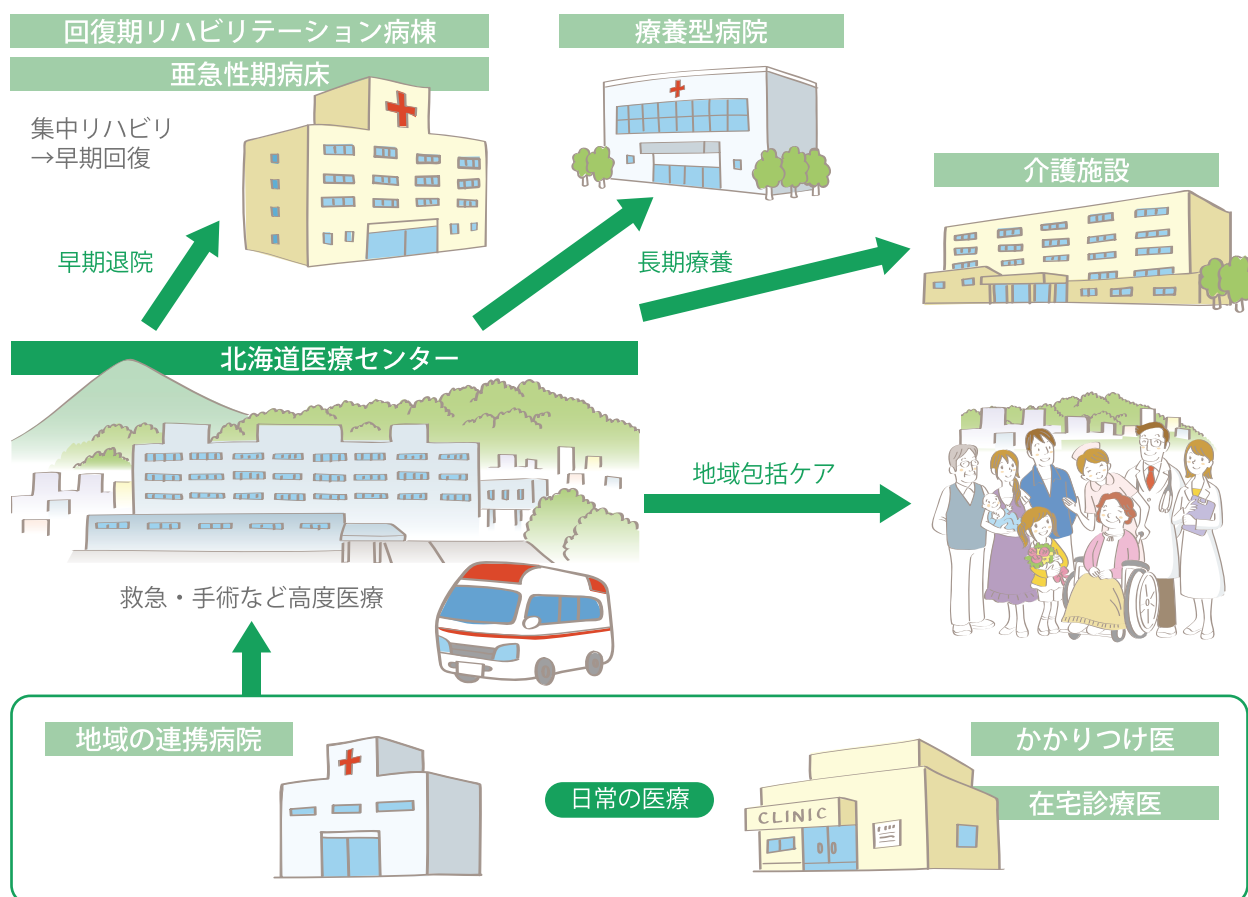 回復期リハビリテーション病棟
亜急性期病床
集中リハビリ
→早期回復
療養型病院
介護施設
早期退院
長期療養
北海道医療センター
地域包括ケア
救急・手術など高度医療
地域の連携病院
日常の医療
かかりつけ医
在宅診療医
CLINIC